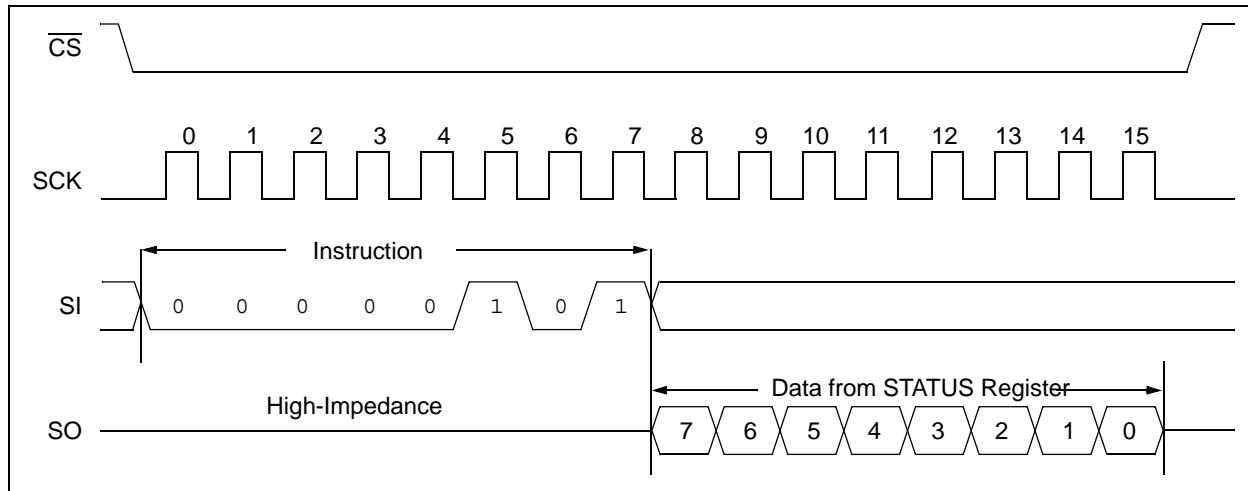 CS
0 1 2 3 4 5 6 7 8 9 10 11 12 13 14 15
SCK
Instruction
SI 0 0 0 0 0 1 0 1
Data from STATUS Register
High-Impedance
SO 7 6 5 4 3 2 1 0